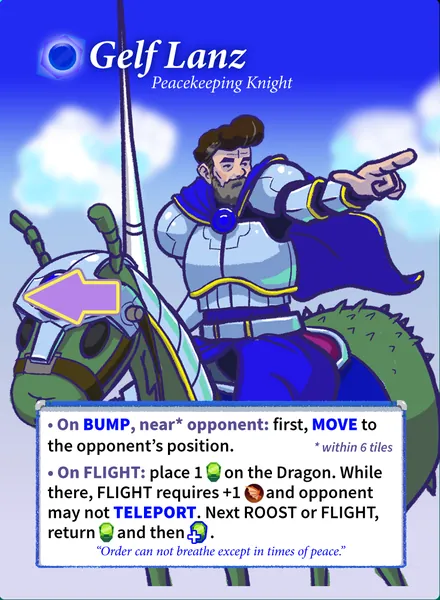 Gelf Lanz
Peacekeeping Knight
• On BUMP, near* opponent: first, MOVE to
the opponent’s position.
* within 6 tiles
• On FLIGHT: place 1 on the Dragon. While
there, FLIGHT requires +1 and opponent
may not TELEPORT. Next ROOST or FLIGHT,
return and then .
“Order can not breathe except in times of peace.”